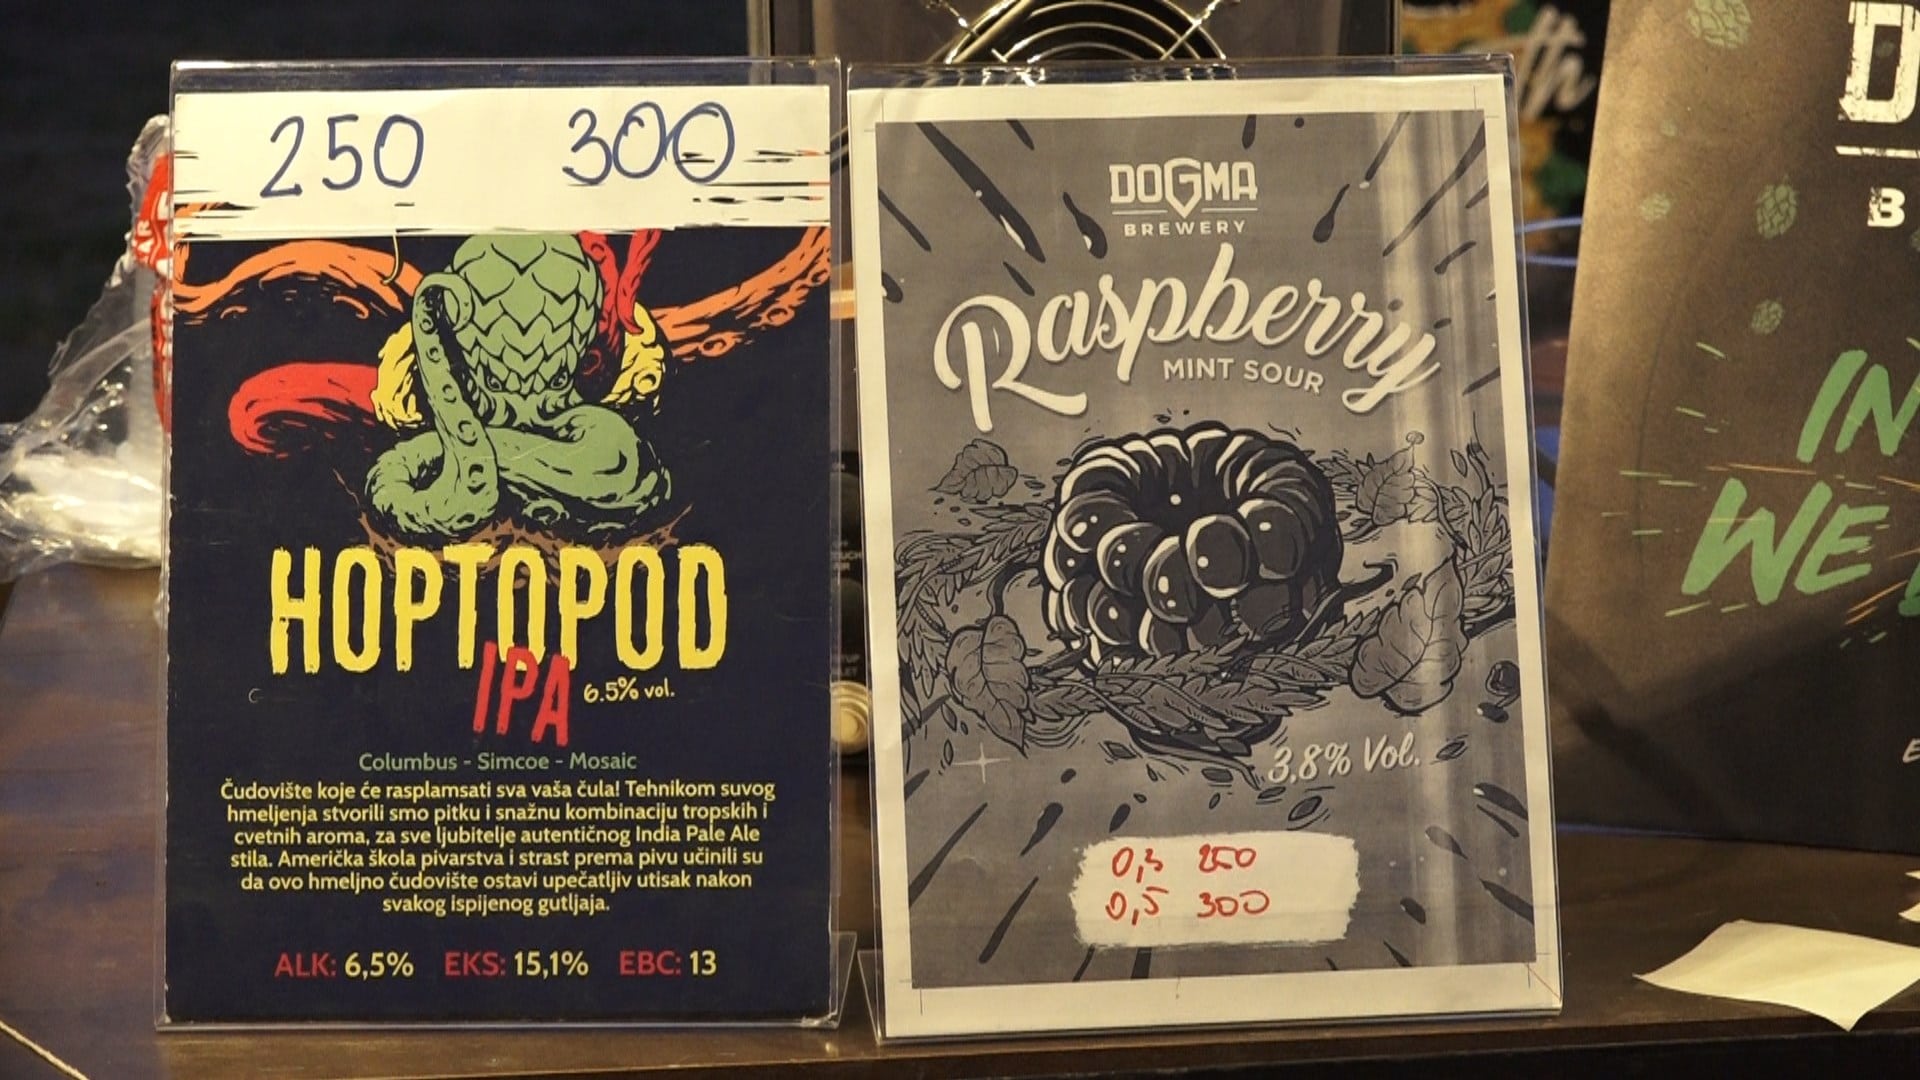 250 300
HOPTOPOD
IPA 6.5% vol.
Columbus - Simcoe - Mosaic
Čudovište koje će rasplamsati sva vaša čula! Tehnikom suvog
hmeljenja stvorili smo pitku i snažnu kombinaciju tropskih i
cvetnih aroma, za sve ljubitelje autentičnog India Pale Ale
stila. Američka škola pivarstva i strast prema pivu učinili su
da ovo hmeljno čudovište ostavi upečatljiv utisak nakon
svakog ispijenog gutljaja.
ALK: 6,5% EKS: 15,1% EBC: 13
DOGMA
BREWERY
Raspberry
MINT SOUR
3,8% Vol.
0,3 250
0,5 300
D
B
IN
WE